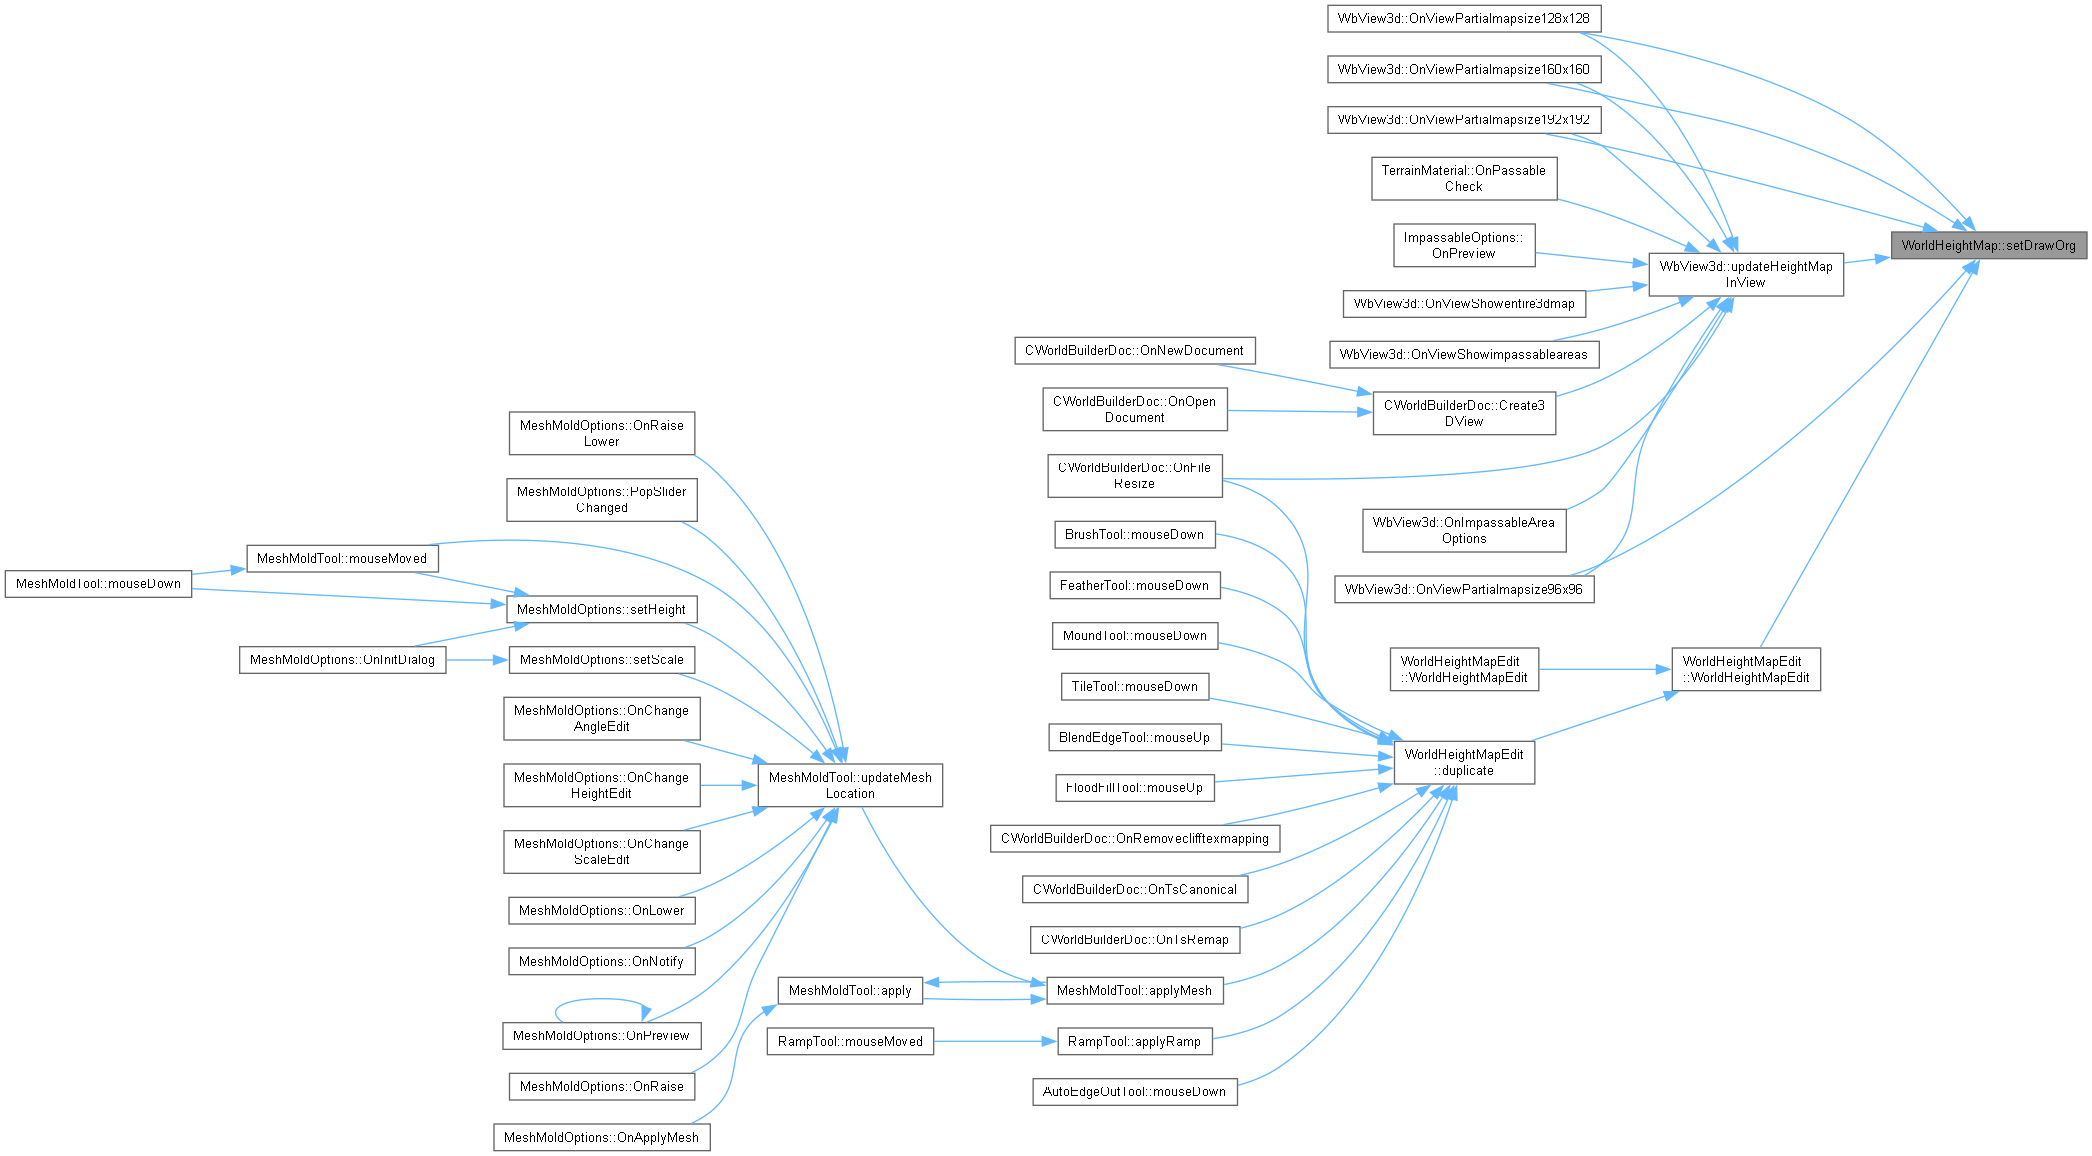 WbView3d::OnViewPartialmapsize128x128
WbView3d::OnViewPartialmapsize160x160
WbView3d::OnViewPartialmapsize192x192
TerrainMaterial::OnPassable
Check
ImpassableOptions::
OnPreview
WorldHeightMap::setDrawOrg
WbView3d::updateHeightMap
InView
WbView3d::OnViewShowentire3dmap
WbView3d::OnViewShowimpassableareas
CWorldBuilderDoc::OnNewDocument
CWorldBuilderDoc::OnOpen
Document
CWorldBuilderDoc::Create3
DView
CWorldBuilderDoc::OnFile
Resize
WbView3d::OnImpassableArea
Options
WbView3d::OnViewPartialmapsize96x96
BrushTool::mouseDown
FeatherTool::mouseDown
MoundTool::mouseDown
TileTool::mouseDown
BlendEdgeTool::mouseUp
FloodFillTool::mouseUp
CWorldBuilderDoc::OnRemoveclifftexmapping
CWorldBuilderDoc::OnTsCanonical
CWorldBuilderDoc::OnTsRemap
WorldHeightMapEdit
::WorldHeightMapEdit
WorldHeightMapEdit
::WorldHeightMapEdit
WorldHeightMapEdit
::duplicate
MeshMoldOptions::OnRaise
Lower
MeshMoldOptions::PopSlider
Changed
MeshMoldTool::mouseMoved
MeshMoldTool::mouseDown
MeshMoldOptions::setHeight
MeshMoldOptions::OnInitDialog
MeshMoldOptions::setScale
MeshMoldOptions::OnChange
AngleEdit
MeshMoldOptions::OnChange
HeightEdit
MeshMoldTool::updateMesh
Location
MeshMoldOptions::OnChange
ScaleEdit
MeshMoldOptions::OnLower
MeshMoldOptions::OnNotify
MeshMoldOptions::OnPreview
MeshMoldOptions::OnRaise
MeshMoldOptions::OnApplyMesh
MeshMoldTool::apply
MeshMoldTool::applyMesh
RampTool::mouseMoved
RampTool::applyRamp
AutoEdgeOutTool::mouseDown